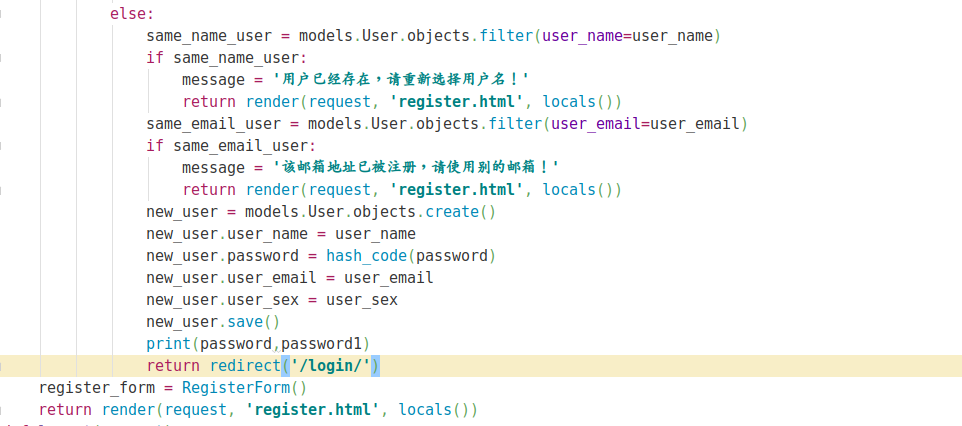 else:
same_name_user = models.User.objects.filter(user_name=user_name)
if same_name_user:
message = '用户已经存在，请重新选择用户名！'
return render(request, 'register.html', locals())
same_email_user = models.User.objects.filter(user_email=user_email)
if same_email_user:
message = '该邮箱地址已被注册，请使用别的邮箱！'
return render(request, 'register.html', locals())
new_user = models.User.objects.create()
new_user.user_name = user_name
new_user.password = hash_code(password)
new_user.user_email = user_email
new_user.user_sex = user_sex
new_user.save()
print(password,password1)
return redirect('/login/')
register_form = RegisterForm()
return render(request, 'register.html', locals())